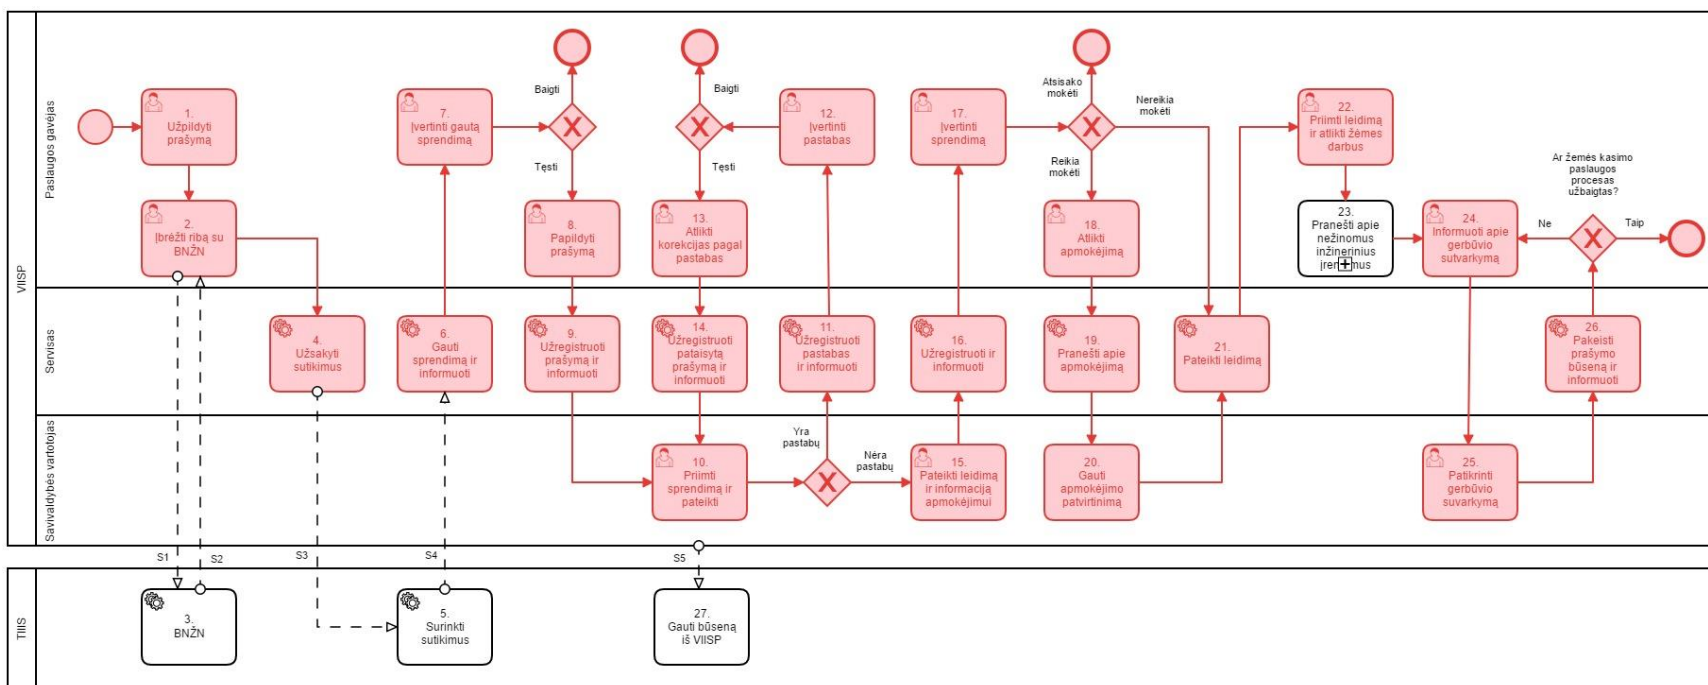 VIISP
Paslaugos gavėjas
Servisas
Savivaldybės vartotojas
TIIIS
1.
Užpildyti
prašymą
2.
Įbrėžti ribą su
BNŽN
3.
BNŽN
4.
Užsakyti
sutikimus
5.
Surinkti
sutikimus
6.
Gauti
sprendimą ir
informuoti
7.
Įvertinti gautą
sprendimą
Baigti
Tęsti
8.
Papildyti
prašymą
9.
Užregistruoti
prašymą ir
informuoti
10.
Priimti
sprendimą ir
pateikti
Yra
pastabų
Nėra
pastabų
11.
Užregistruoti
pastabas
ir informuoti
12.
Įvertinti
pastabas
Baigti
Tęsti
13.
Atlikti
korekcijas pagal
pastabas
14.
Užregistruoti
pataisytą
prašymą ir
informuoti
15.
Pateikti leidimą
ir informaciją
apmokėjimui
16.
Užregistruoti ir
informuoti
17.
Įvertinti
sprendimą
Atsisako
mokėti
Nereikia
mokėti
Reikia
mokėti
18.
Atlikti
apmokėjimą
19.
Pranešti apie
apmokėjimą
20.
Gauti
apmokėjimo
patvirtinimą
21.
Pateikti leidimą
22.
Priimti leidimą
ir atlikti žemes
darbus
23.
Pranešti apie
nežinomus
inžinerinius
24.
Informuoti apie
gerbūvio
sutvarkymą
25.
Patikrinti
gerbūvio
suvarkymą
26.
Pakeisti
prašymo
būseną ir
informuoti
Ar žemės kasimo
paslaugos
procesas
užbaigtas?
Ne
Taip
S1
S2
S3
S4
S5
27.
Gauti būseną
iš VIISP